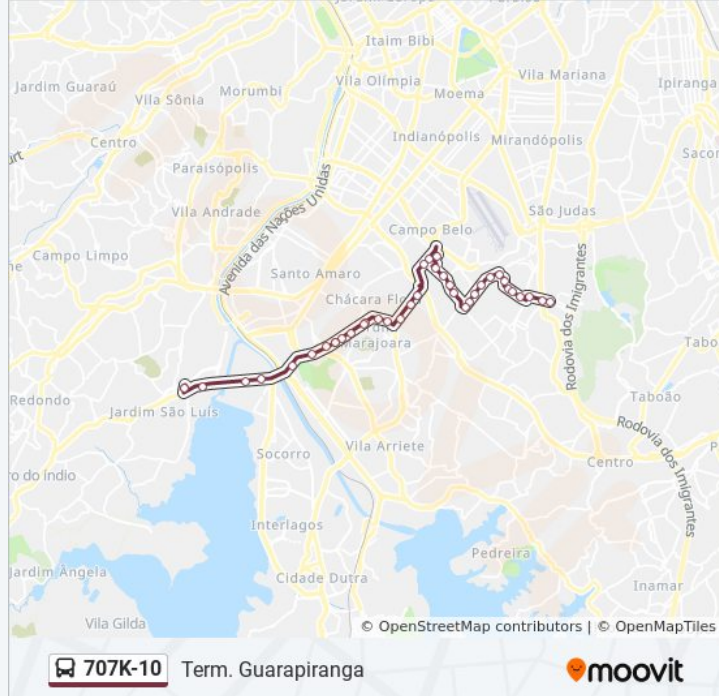 Itaim Bibi
Jardim Guaraú
Vila Olímpia
Vila Mariana
Morumbi
Ipiranga
Vila Sônia
Moema
Centro
Indianópolis
Mirandópolis
Paraisópolis
Avenida das Nações Unidas
São Judas
Vila Andrade
Campo Belo
Campo Limpo
Santo Amaro
Chácara Flo
Rodovia dos Imigrantes
marajoara
Taboão
Redondo
Jardim São Luís
Rodovia dos Imigrantes
Vila Arriete
Socorro
Centro
ro do Índio
Interlagos
Pedreira
Jardim Ângela
Cidade Dutra
Inamar
Vila Gilda
© OpenStreetMap contributors | © OpenMapTiles
707K-10 Term. Guarapiranga
moovit